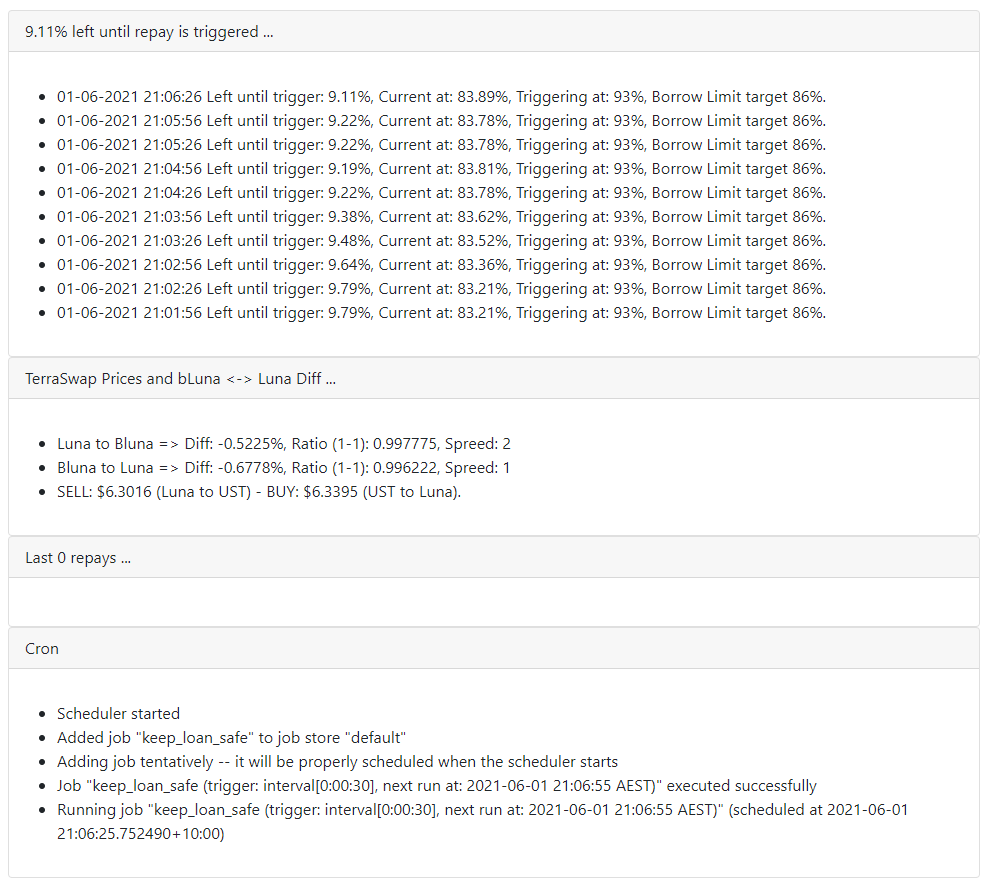 9.11% left until repay is triggered ...
01-06-2021 21:06:26 Left until trigger: 9.11%, Current at: 83.89%, Triggering at: 93%, Borrow Limit target 86%.
01-06-2021 21:05:56 Left until trigger: 9.22%, Current at: 83.78%, Triggering at: 93%, Borrow Limit target 86%.
01-06-2021 21:05:26 Left until trigger: 9.22%, Current at: 83.78%, Triggering at: 93%, Borrow Limit target 86%.
01-06-2021 21:04:56 Left until trigger: 9.19%, Current at: 83.81%, Triggering at: 93%, Borrow Limit target 86%.
01-06-2021 21:04:26 Left until trigger: 9.22%, Current at: 83.78%, Triggering at: 93%, Borrow Limit target 86%.
01-06-2021 21:03:56 Left until trigger: 9.38%, Current at: 83.62%, Triggering at: 93%, Borrow Limit target 86%.
01-06-2021 21:03:26 Left until trigger: 9.48%, Current at: 83.52%, Triggering at: 93%, Borrow Limit target 86%.
01-06-2021 21:02:56 Left until trigger: 9.64%, Current at: 83.36%, Triggering at: 93%, Borrow Limit target 86%.
01-06-2021 21:02:26 Left until trigger: 9.79%, Current at: 83.21%, Triggering at: 93%, Borrow Limit target 86%.
01-06-2021 21:01:56 Left until trigger: 9.79%, Current at: 83.21%, Triggering at: 93%, Borrow Limit target 86%.
TerraSwap Prices and bLuna <-> Luna Diff ...
Luna to Bluna => Diff: -0.5225%, Ratio (1-1): 0.997775, Spread: 2
Bluna to Luna => Diff: -0.6778%, Ratio (1-1): 0.996222, Spread: 1
SELL: $6.3016 (Luna to UST) - BUY: $6.3395 (UST to Luna).
Last 0 repays ...
Cron
Scheduler started
Added job "keep_loan_safe" to job store "default"
Adding job tentatively -- it will be properly scheduled when the scheduler starts
Job "keep_loan_safe (trigger: interval[0:00:30], next run at: 2021-06-01 21:06:55 AEST)" executed successfully
Running job "keep_loan_safe (trigger: interval[0:00:30], next run at: 2021-06-01 21:06:55 AEST)" (scheduled at 2021-06-01
21:06:25.752490+10:00)